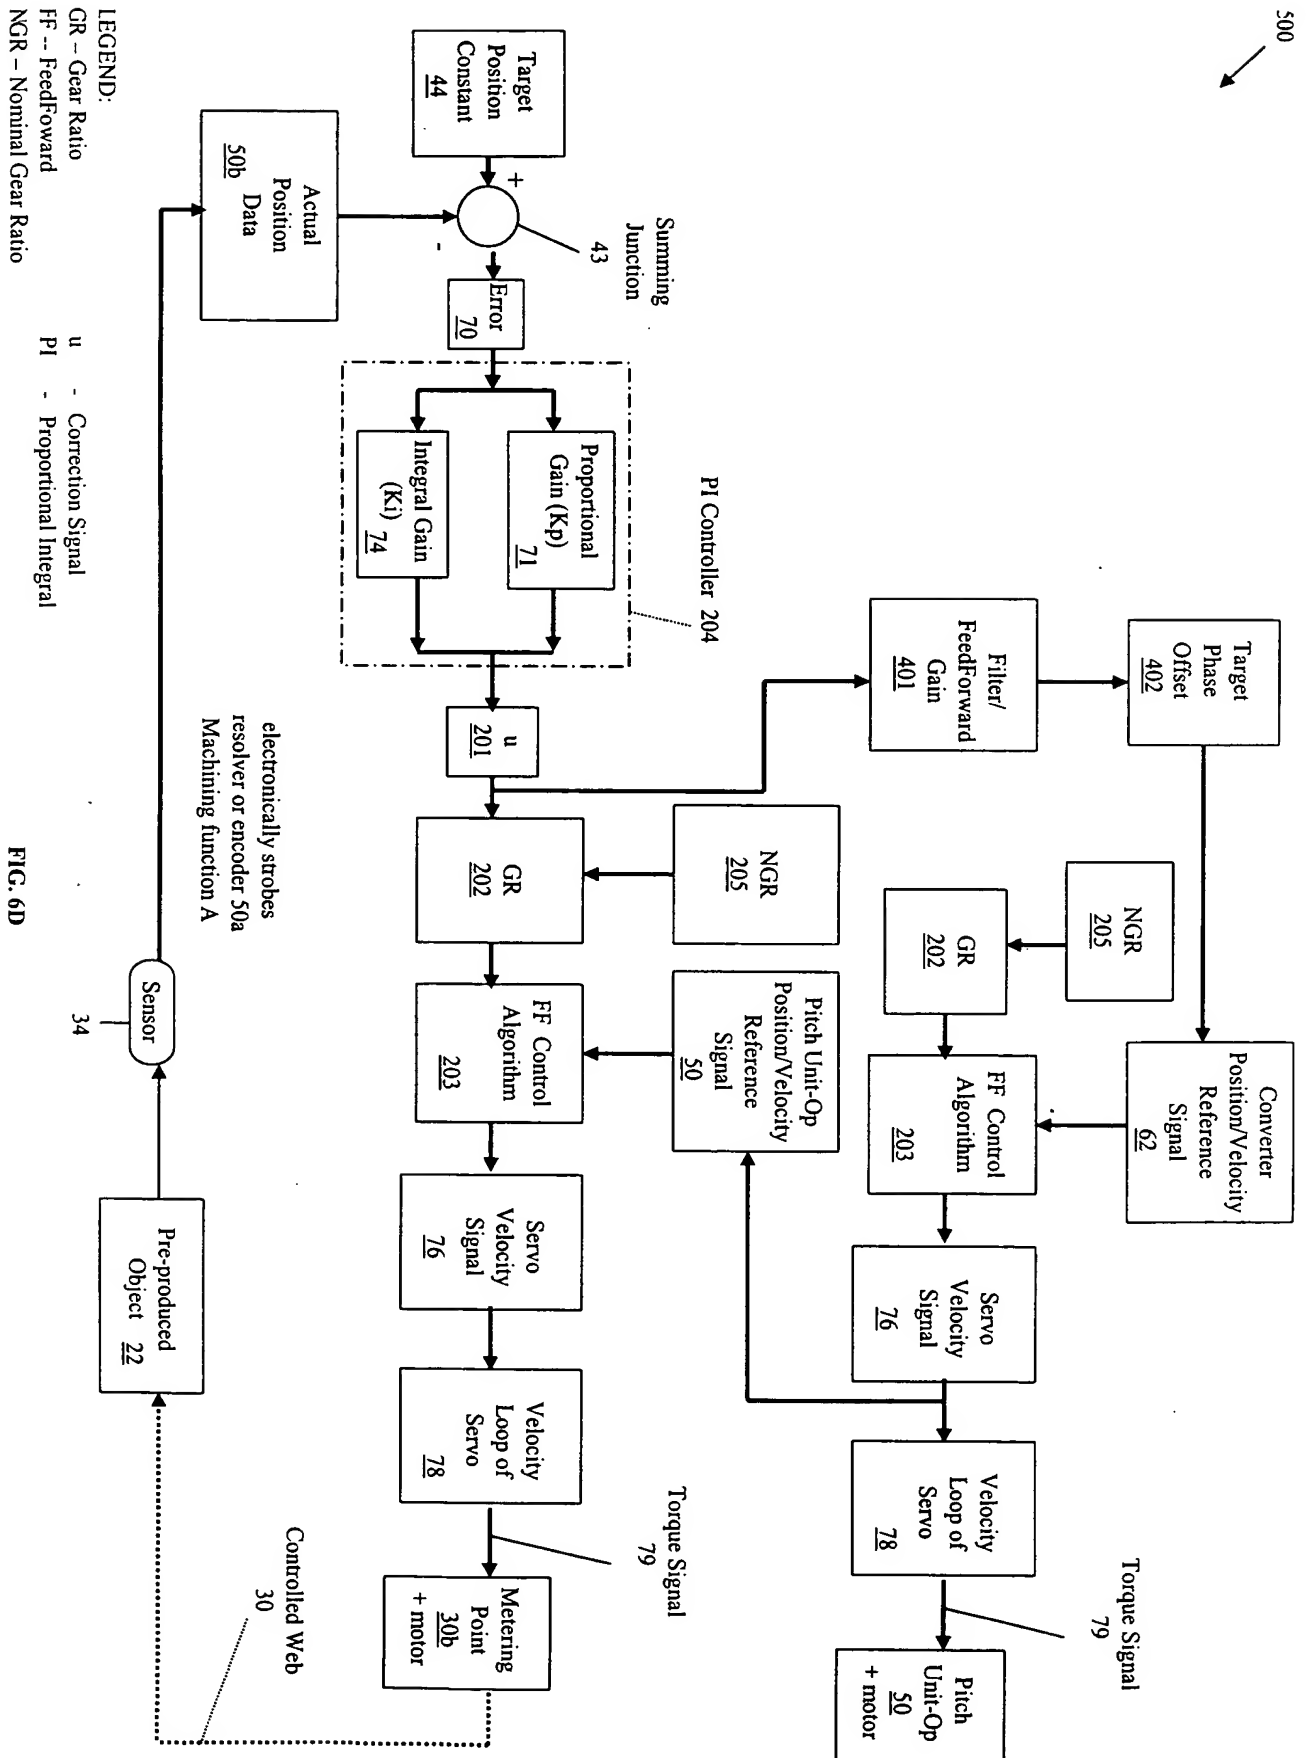 500
Target
Phase
Offset
402
Converter
Position/Velocity
Reference
Signal
62
NGR
205
Filter/
FeedForward
Gain
401
GR
202
FF Control
Algorithm
203
Servo
Velocity
Signal
76
Velocity
Loop of
Servo
78
Torque Signal
79
Pitch
Unit-Op
50
+ motor
PI Controller 204
NGR
205
Pitch Unit-Op
Position/Velocity
Reference
Signal
50
Summing
Junction
43
Target
Position
Constant
44
+
-
Error
70
Proportional
Gain (Kp)
71
Integral Gain
(Ki) 74
u
201
GR
202
FF Control
Algorithm
203
Servo
Velocity
Signal
76
Velocity
Loop of
Servo
78
Torque Signal
79
Metering
Point
30b
+ motor
Actual
Position
Data
50b
electronically strobes
resolver or encoder 50a
Machining function A
Sensor
34
Pre-produced
Object 22
Controlled Web
30
LEGEND:
GR – Gear Ratio
FF -- FeedFoward
NGR – Nominal Gear Ratio
u - Correction Signal
PI - Proportional Integral
FIG. 6D